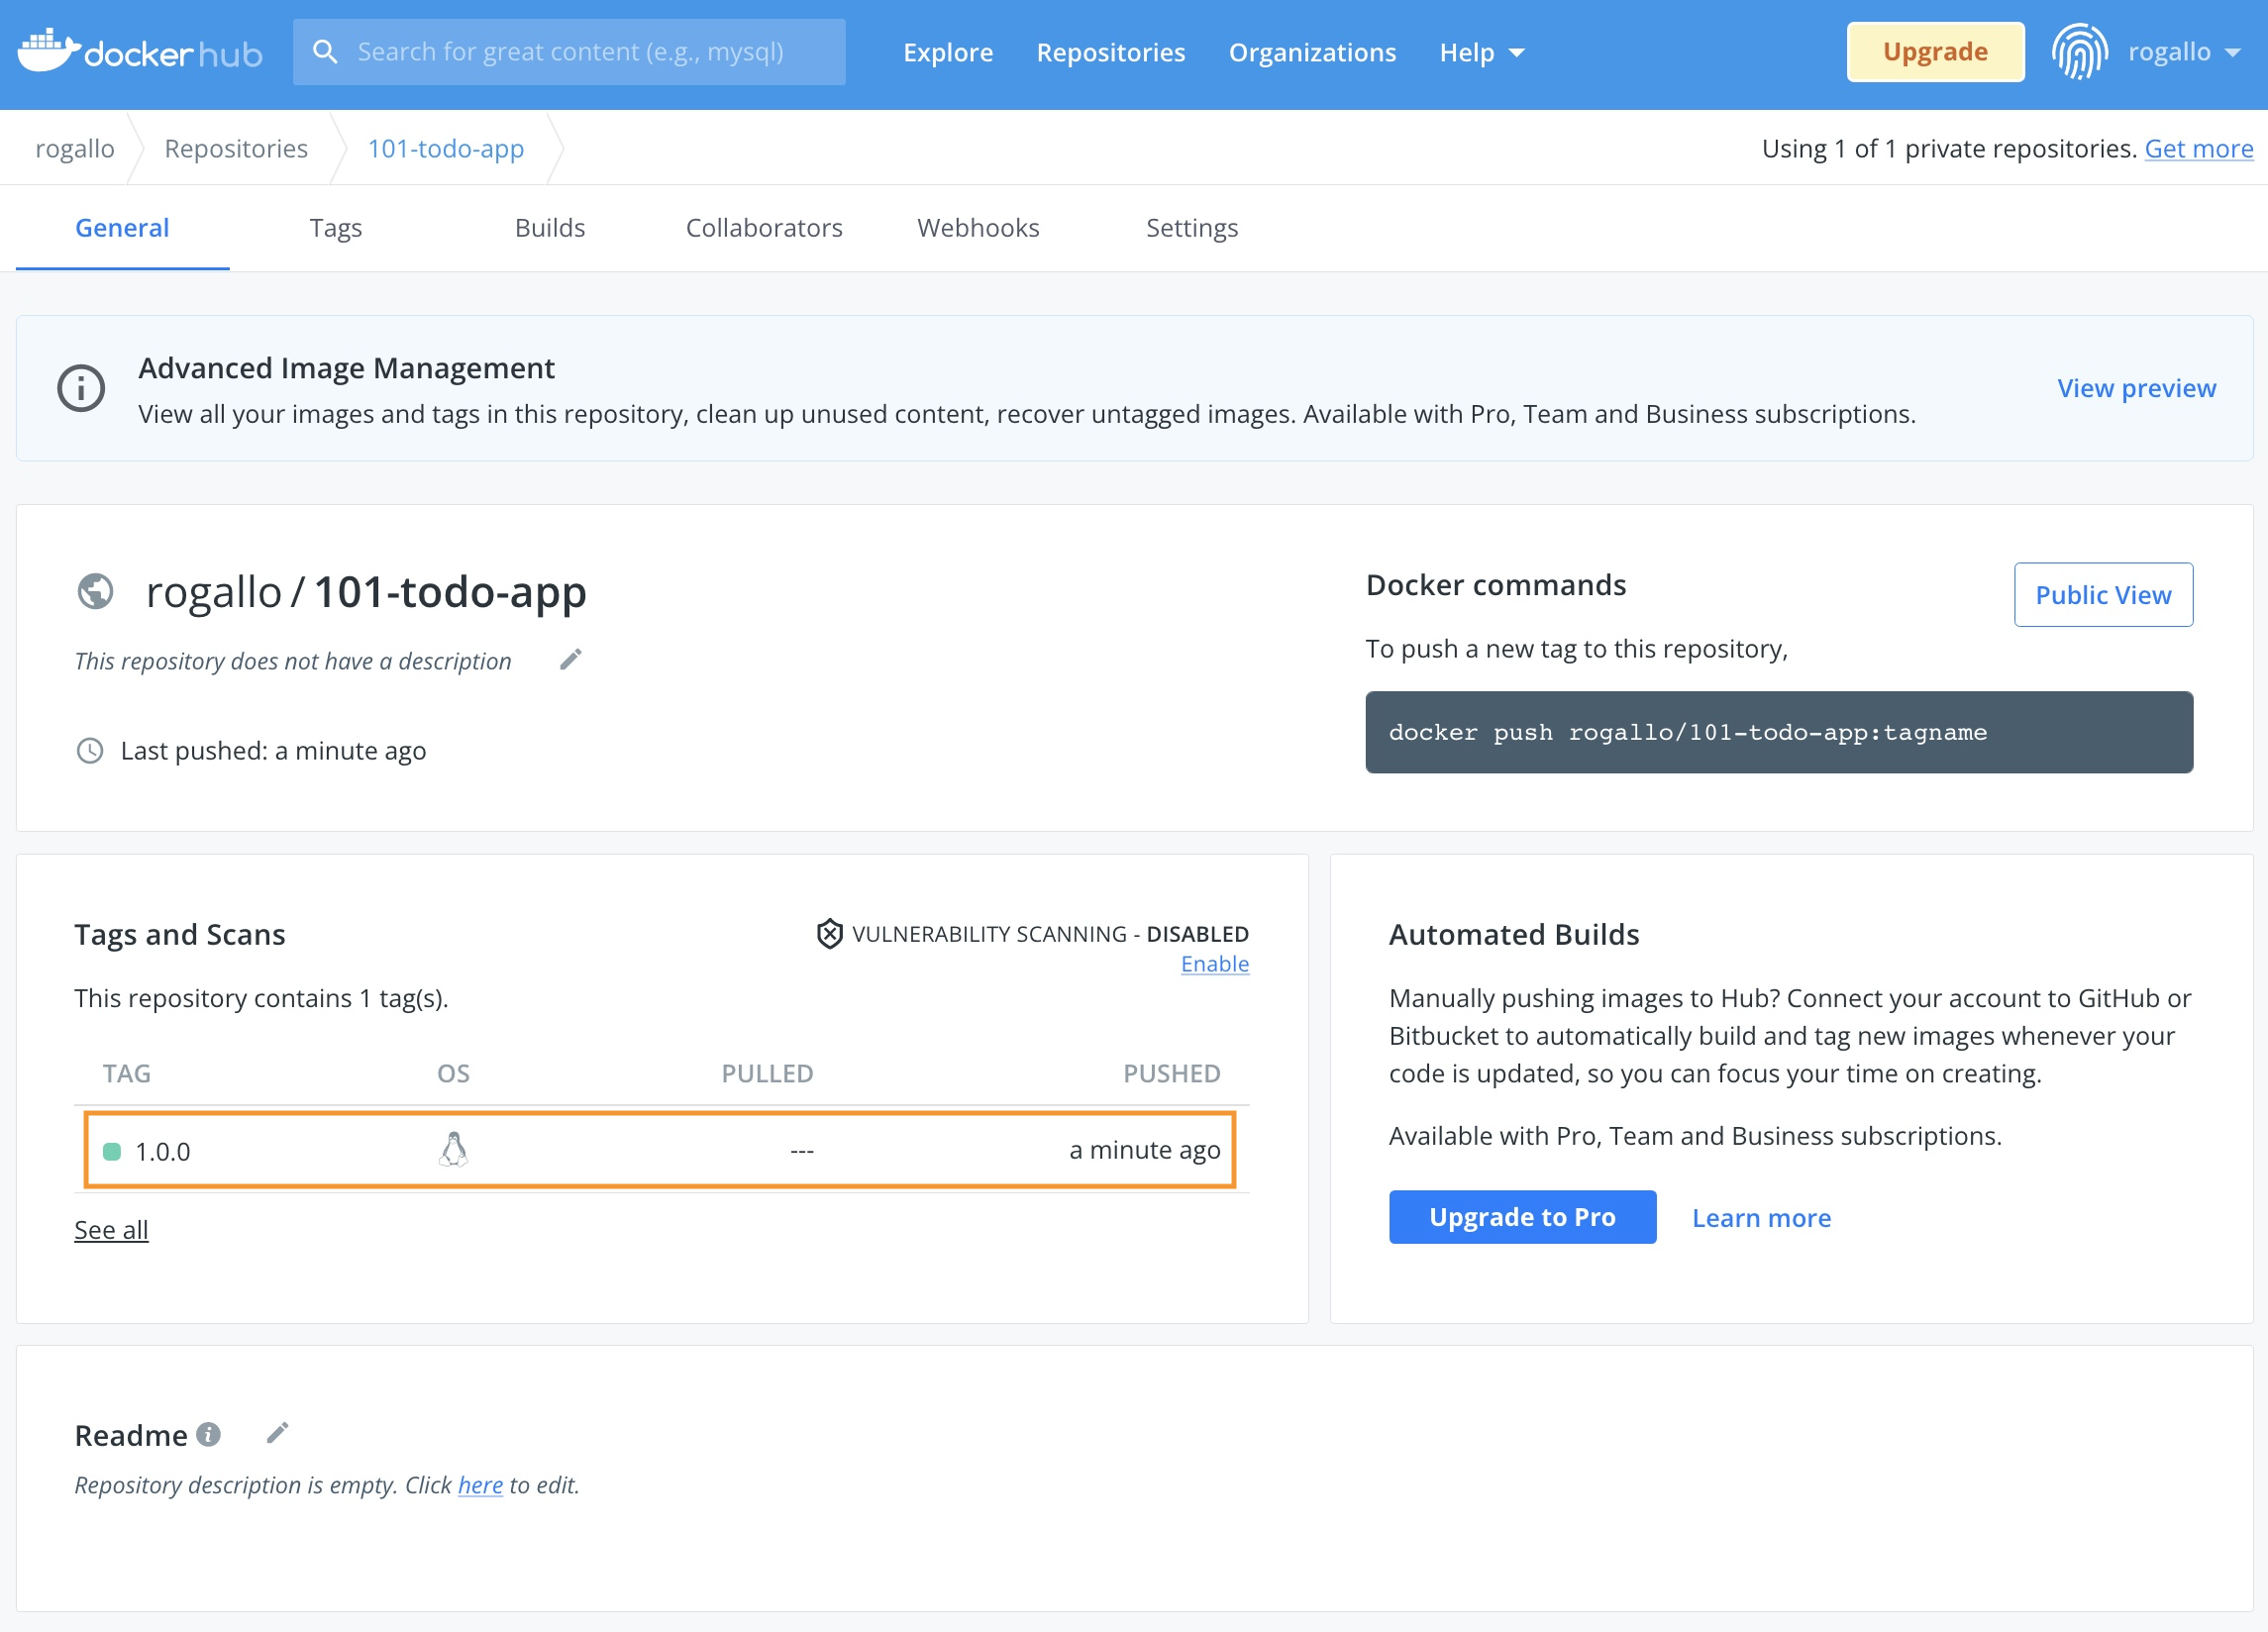 docker hub
Search for great content (e.g., mysql)
Explore
Repositories
Organizations
Help
Upgrade
rogallo
rogallo
Repositories
101-todo-app
Using 1 of 1 private repositories. Get more
General
Tags
Builds
Collaborators
Webhooks
Settings
Advanced Image Management
View all your images and tags in this repository, clean up unused content, recover untagged images. Available with Pro, Team and Business subscriptions.
View preview
rogallo / 101-todo-app
This repository does not have a description
Last pushed: a minute ago
Docker commands
Public View
To push a new tag to this repository,
docker push rogallo/101-todo-app:tagname
Tags and Scans
VULNERABILITY SCANNING - DISABLED
Enable
This repository contains 1 tag(s).
TAG OS PULLED PUSHED
1.0.0 --- a minute ago
See all
Automated Builds
Manually pushing images to Hub? Connect your account to GitHub or
Bitbucket to automatically build and tag new images whenever your
code is updated, so you can focus your time on creating.
Available with Pro, Team and Business subscriptions.
Upgrade to Pro
Learn more
Readme
Repository description is empty. Click here to edit.